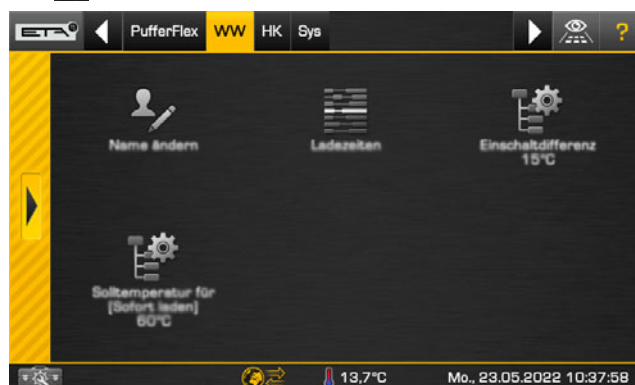 ETA PufferFlex WW HK Sys ?
Name ändern
Ladezeiten
Einschaltdifferenz
15°C
Solltemperatur für
[Sofort laden]
60°C
13,7°C Mo., 23.05.2022 10:37:58